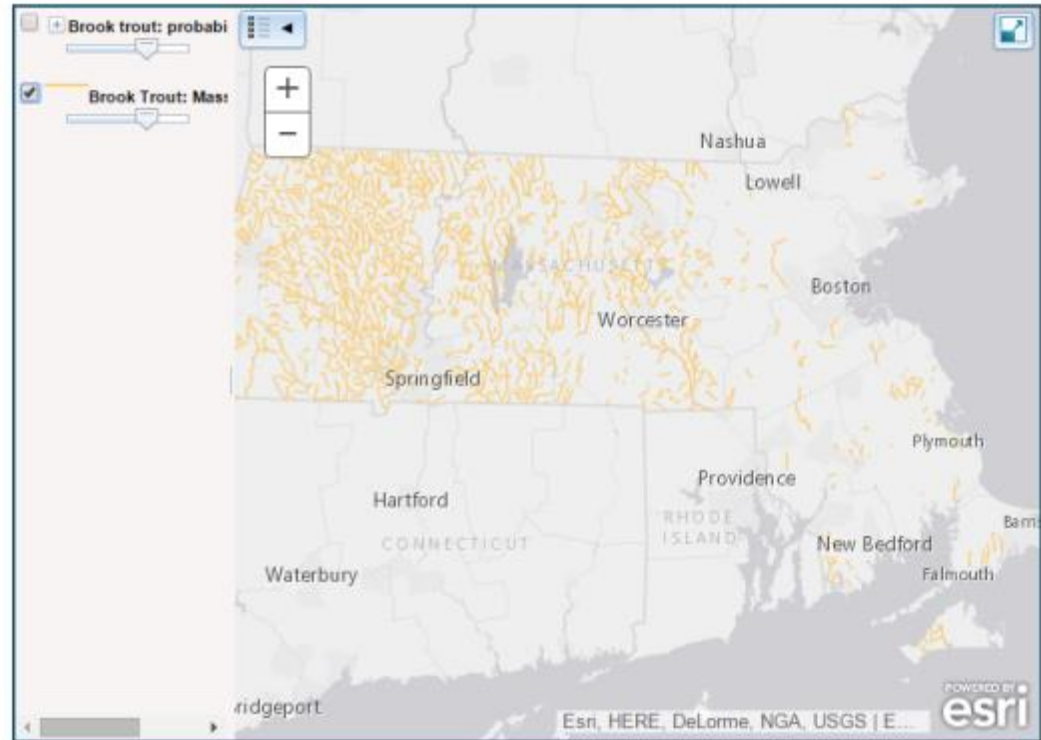 Brook trout: probabi
Brook Trout: Mass
+
−
Nashua
Lowell
MASSACHUSETTS
Boston
Worcester
Springfield
Plymouth
Providence
Hartford
RHODE
ISLAND
Barns
CONNECTICUT
New Bedford
Waterbury
Falmouth
ridgeport
POWERED BY
esri
Esri, HERE, DeLorme, NGA, USGS | E...